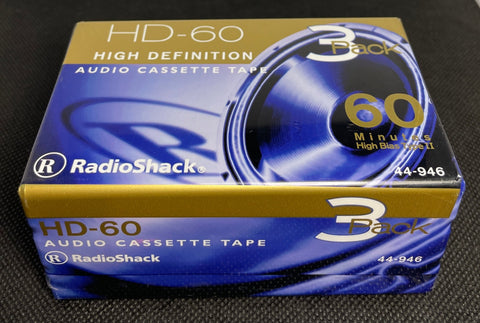 HD-60
HIGH DEFINITION
AUDIO CASSETTE TAPE
3 Pack
60
Minutes
High Bias Type II
R RadioShack®
44-946
HD-60
AUDIO CASSETTE TAPE
3 Pack
R RadioShack
44-946